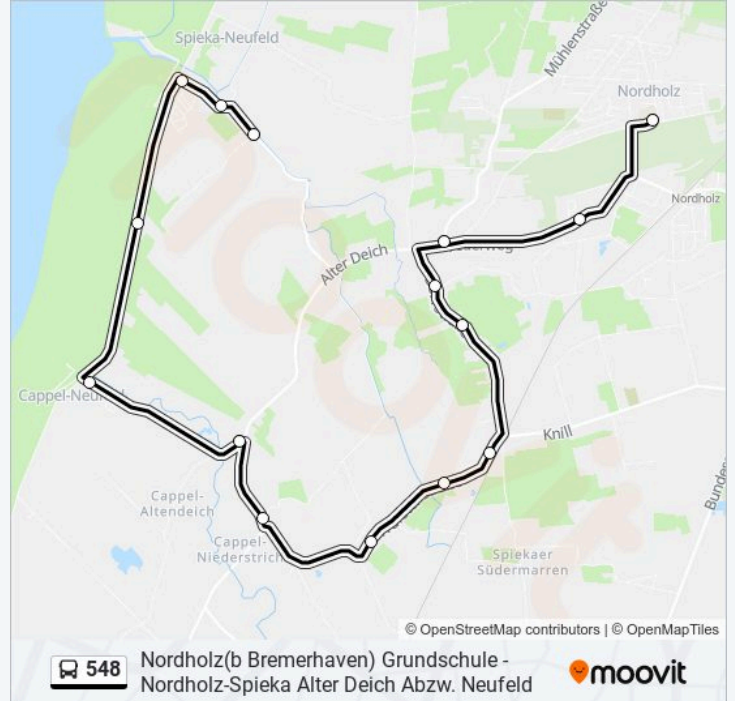 Spieka-Neufeld
Mühlenstraße
Nordholz
Nordholz
Alter Deich
Cappel-Neufeld
Knill
Bundes
Cappel-
Altendeich
Cappel-
Niederstrich
Spiekaer
Südermarren
© OpenStreetMap contributors | © OpenMapTiles
548
Nordholz(b Bremerhaven) Grundschule -
Nordholz-Spieka Alter Deich Abzw. Neufeld
moovit